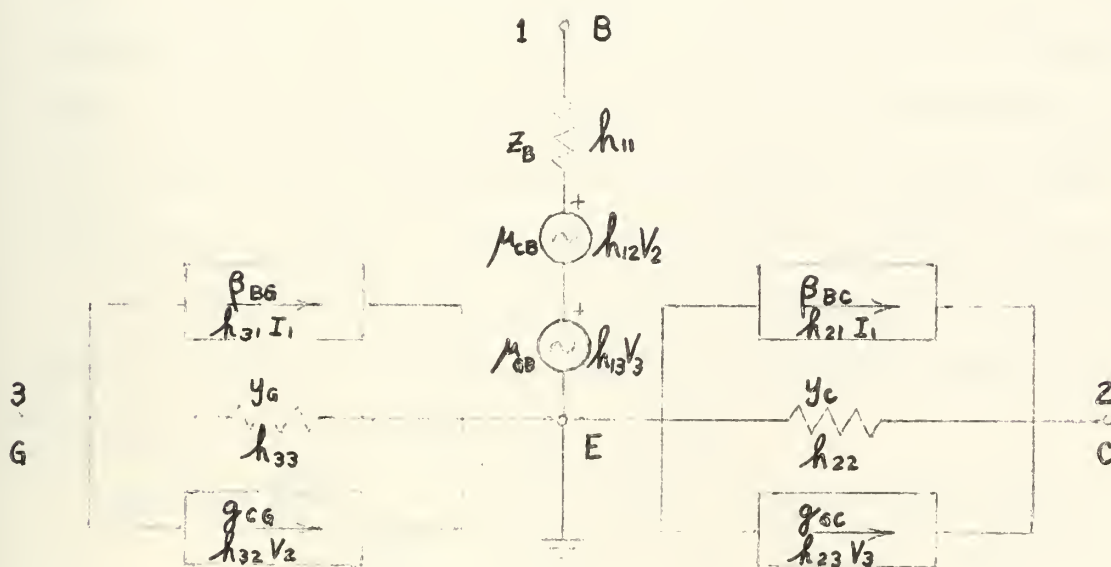 1 B
Z_B h_11
+
μ_CB h_12 V_2
β_BG
h_31 I_1
+
μ_GB h_13 V_3
β_BC
h_21 I_1
3
G
y_G
h_33
E
y_C
h_22
2
C
g_CG
h_32 V_2
g_GC
h_23 V_3